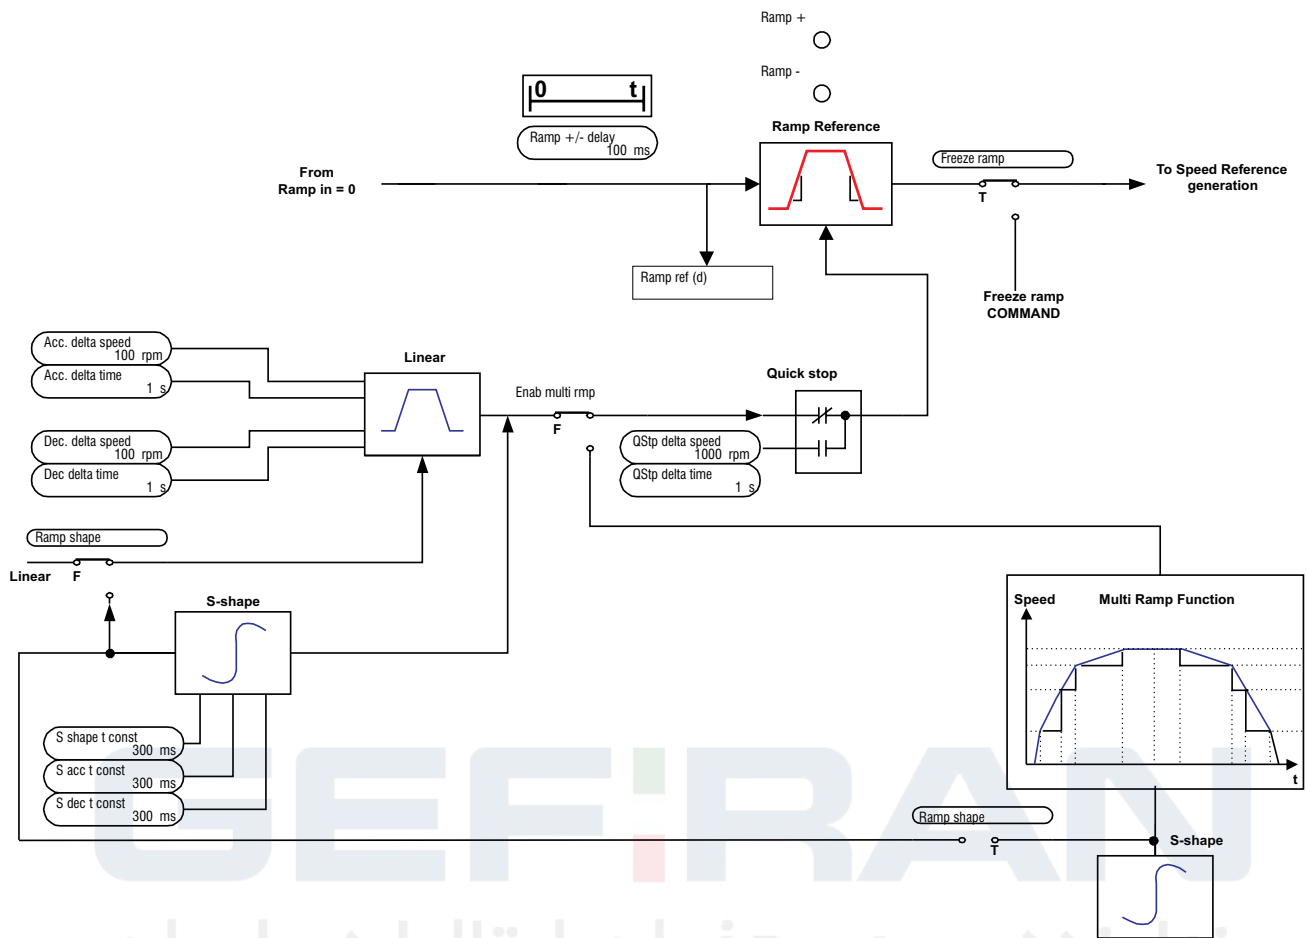 Ramp +
Ramp -
0 t
Ramp +/- delay
100 ms
Ramp Reference
Freeze ramp
From
Ramp in = 0
To Speed Reference
generation
T
Ramp ref (d)
Freeze ramp
COMMAND
Acc. delta speed
100 rpm
Acc. delta time
1 s
Linear
Quick stop
Enab multi rmp
F
Dec. delta speed
100 rpm
Dec delta time
1 s
QStp delta speed
1000 rpm
QStp delta time
1 s
Ramp shape
Linear F
S-shape
Speed Multi Ramp Function
t
S shape t const
300 ms
S acc t const
300 ms
S dec t const
300 ms
Ramp shape
T
S-shape
GEFIRAN